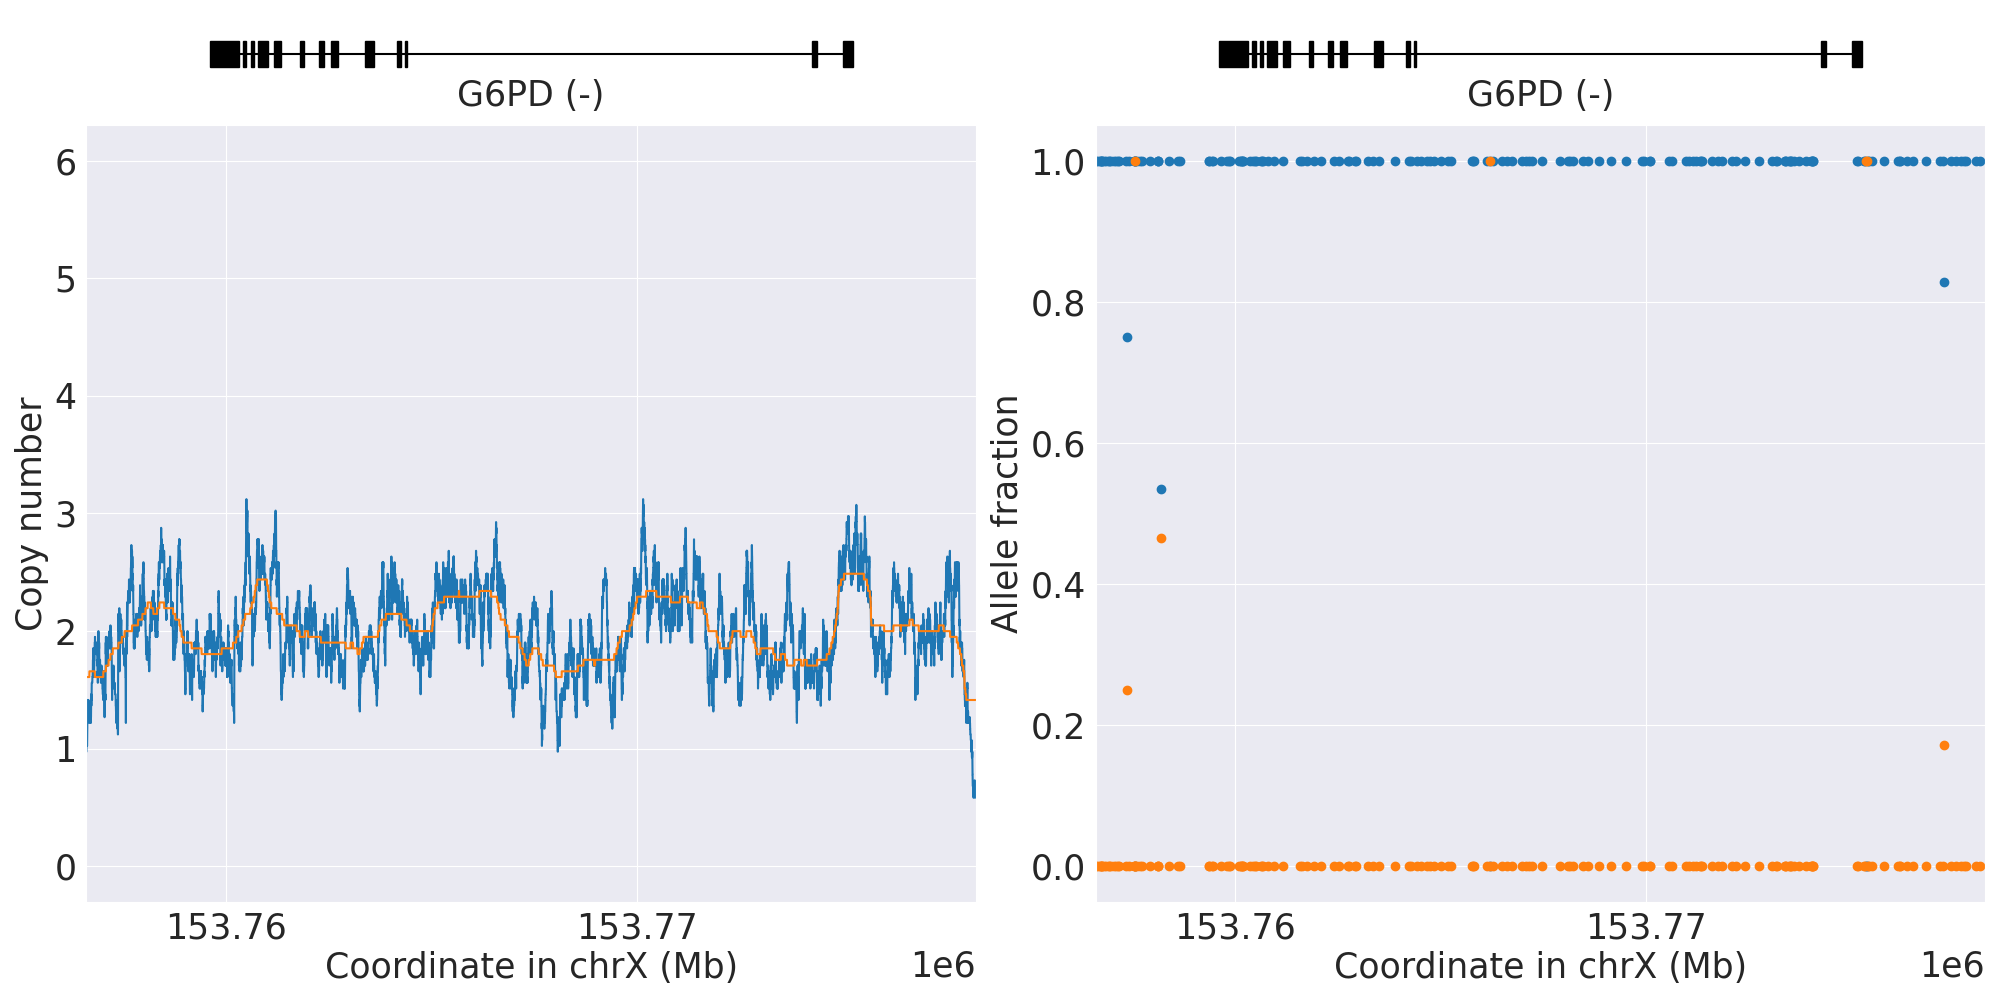 G6PD (-)
G6PD (-)
Copy number
6
5
4
3
2
1
0
153.76
153.77
Coordinate in chrX (Mb)
1e6
Allele fraction
1.0
0.8
0.6
0.4
0.2
0.0
153.76
153.77
Coordinate in chrX (Mb)
1e6